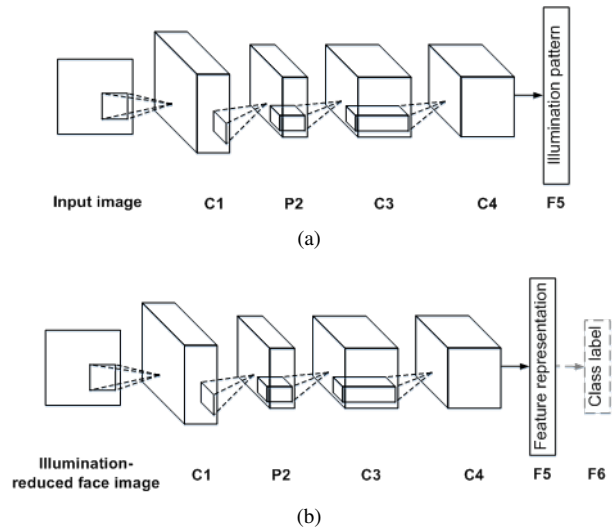 Illumination pattern
Input image C1 P2 C3 C4 F5
(a)
Feature representation
Class label
Illumination-
reduced face image C1 P2 C3 C4 F5 F6
(b)